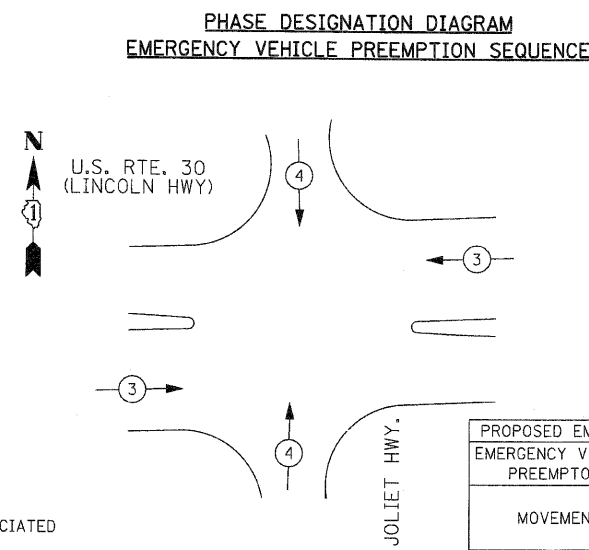 PHASE DESIGNATION DIAGRAM
EMERGENCY VEHICLE PREEMPTION SEQUENCE
N
1
U.S. RTE. 30
(LINCOLN HWY)
4
3
3
4
JOLIET HWY.
PROPOSED EM
EMERGENCY V
PREEMPTO
MOVEMEN
CIATED